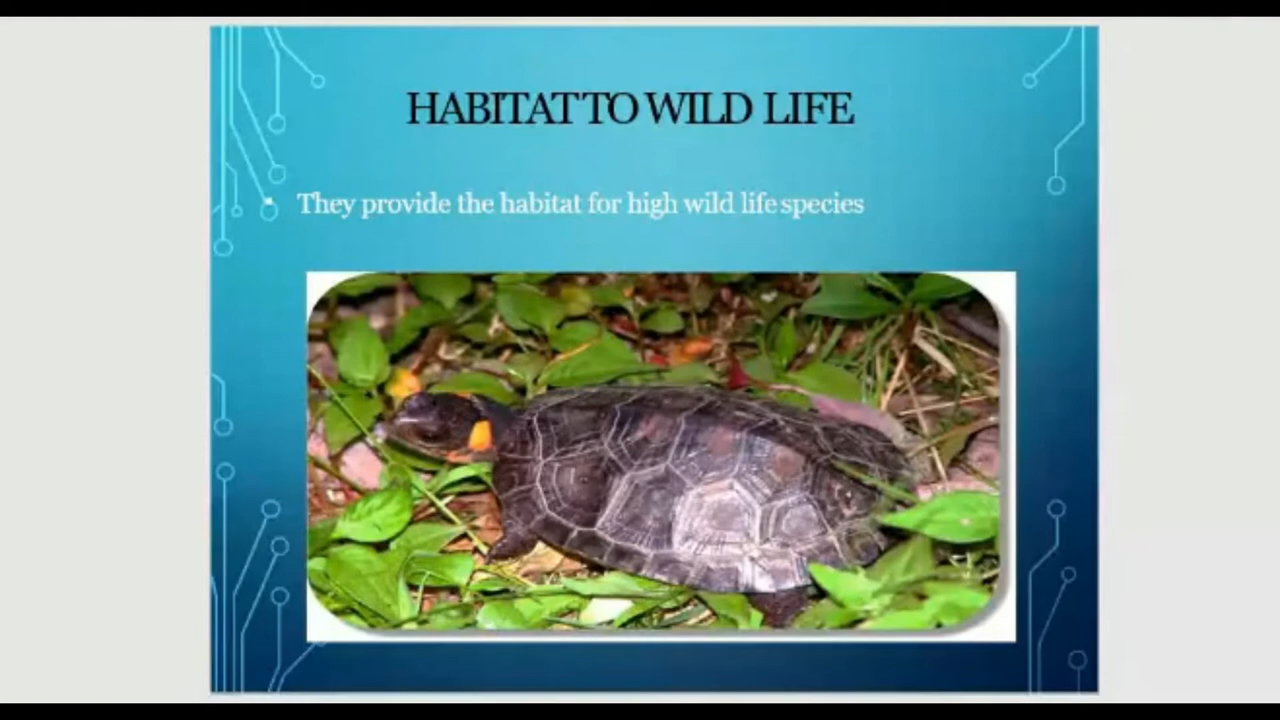 HABITAT TO WILD LIFE
They provide the habitat for high wild life species